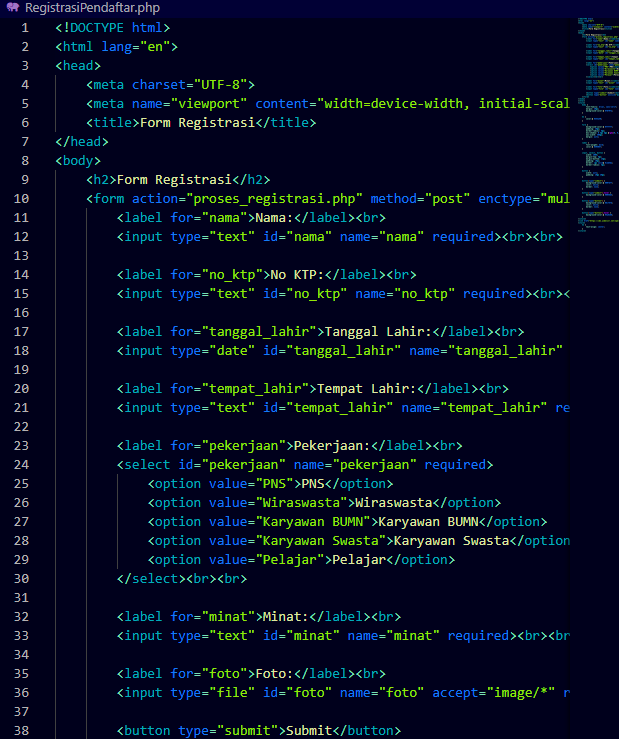 RegistrasiPendaftar.php
1 <!DOCTYPE html>
2 <html lang="en">
3 <head>
4 <meta charset="UTF-8">
5 <meta name="viewport" content="width=device-width, initial-scal
6 <title>Form Registrasi</title>
7 </head>
8 <body>
9 <h2>Form Registrasi</h2>
10 <form action="proses_registrasi.php" method="post" enctype="mul
11 <label for="nama">Nama:</label><br>
12 <input type="text" id="nama" name="nama" required><br><br>
13
14 <label for="no_ktp">No KTP:</label><br>
15 <input type="text" id="no_ktp" name="no_ktp" required><br><
16
17 <label for="tanggal_lahir">Tanggal Lahir:</label><br>
18 <input type="date" id="tanggal_lahir" name="tanggal_lahir"
19
20 <label for="tempat_lahir">Tempat Lahir:</label><br>
21 <input type="text" id="tempat_lahir" name="tempat_lahir" re
22
23 <label for="pekerjaan">Pekerjaan:</label><br>
24 <select id="pekerjaan" name="pekerjaan" required>
25 <option value="PNS">PNS</option>
26 <option value="Wiraswasta">Wiraswasta</option>
27 <option value="Karyawan BUMN">Karyawan BUMN</option>
28 <option value="Karyawan Swasta">Karyawan Swasta</option
29 <option value="Pelajar">Pelajar</option>
30 </select><br><br>
31
32 <label for="minat">Minat:</label><br>
33 <input type="text" id="minat" name="minat" required><br><br
34
35 <label for="foto">Foto:</label><br>
36 <input type="file" id="foto" name="foto" accept="image/*" r
37
38 <button type="submit">Submit</button>